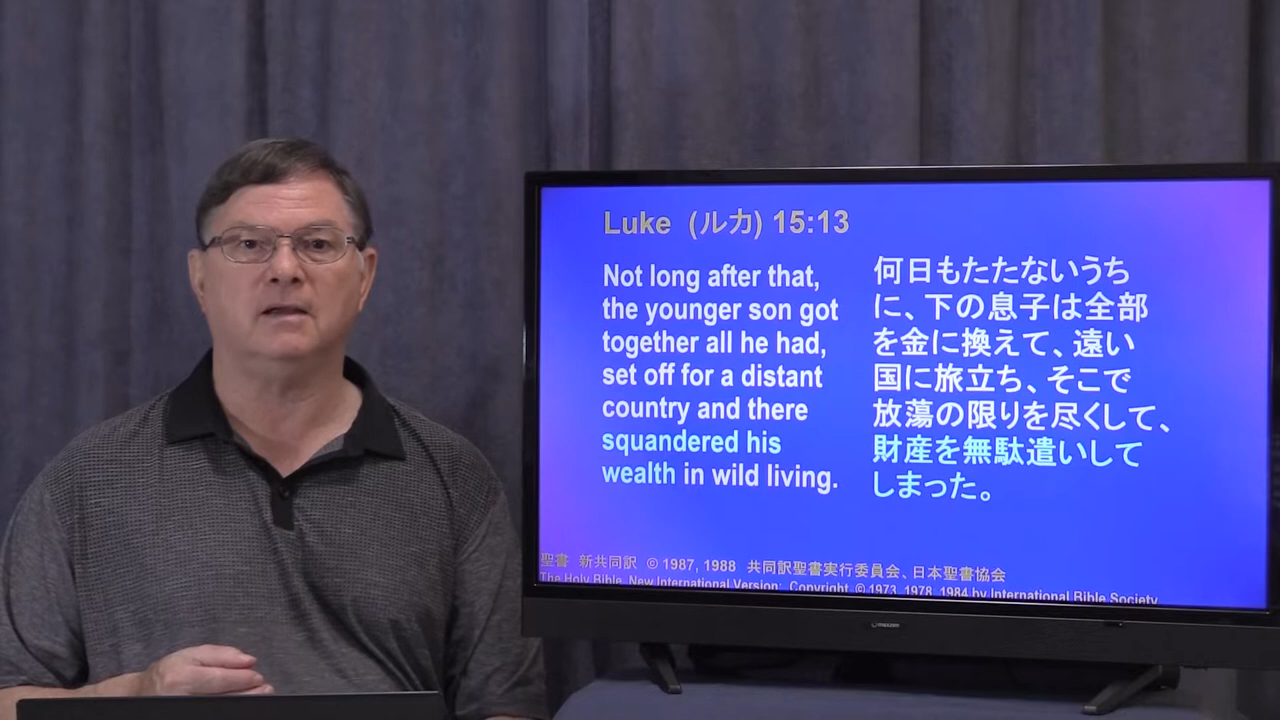 Luke (ルカ) 15:13
Not long after that,
the younger son got
together all he had,
set off for a distant
country and there
squandered his
wealth in wild living.
何日もたたないうち
に、下の息子は全部
を金に換えて、遠い
国に旅立ち、そこで
放蕩の限りを尽くして、
財産を無駄遣いして
しまった。
聖書 新共同訳 © 1987, 1988 共同訳聖書実行委員会、日本聖書協会
The Holy Bible, New International Version; Copyright © 1973, 1978, 1984 by International Bible Society
maxzen